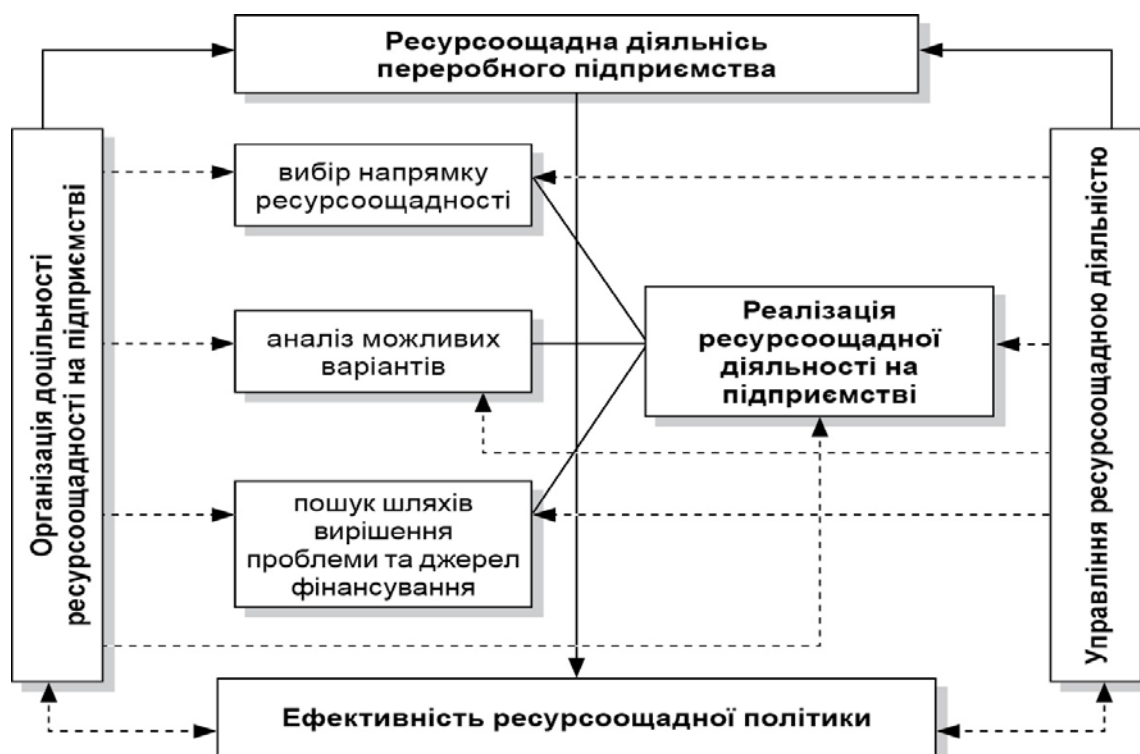 Ресурсоощадна діяльнісь
переробного підприємства
Організація доцільності
ресурсоощадності на підприємстві
вибір напрямку
ресурсоощадності
аналіз можливих
варіантів
пошук шляхів
вирішення
проблеми та джерел
фінансування
Реалізація
ресурсоощадної
діяльності на
підприємстві
Управління ресурсоощадною діяльністю
Ефективність ресурсоощадної політики